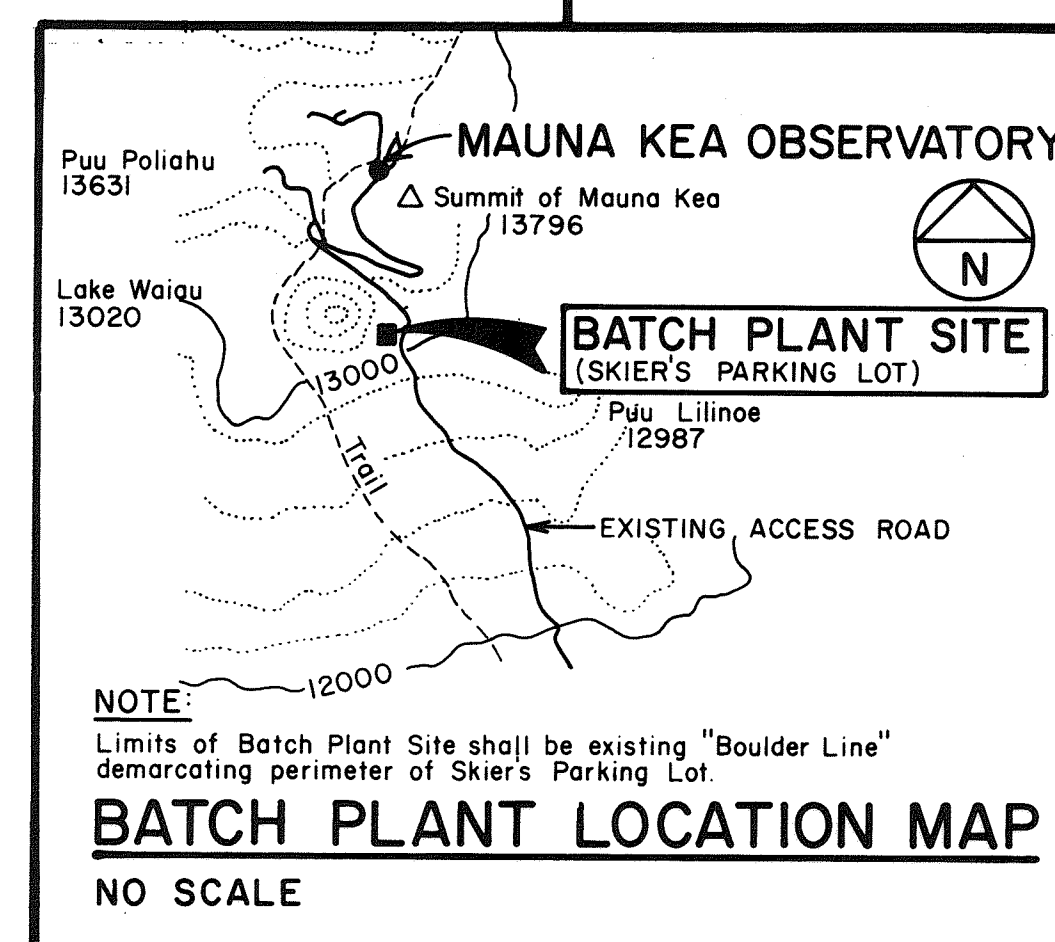 MAUNA KEA OBSERVATORY
Puu Poliahu
13631
Summit of Mauna Kea
13796
N
Lake Waiau
13020
BATCH PLANT SITE
(SKIER'S PARKING LOT)
13000
Puu Lilinoe
12987
Trail
EXISTING ACCESS ROAD
12000
NOTE:
Limits of Batch Plant Site shall be existing "Boulder Line"
demarcating perimeter of Skier's Parking Lot.
BATCH PLANT LOCATION MAP
NO SCALE